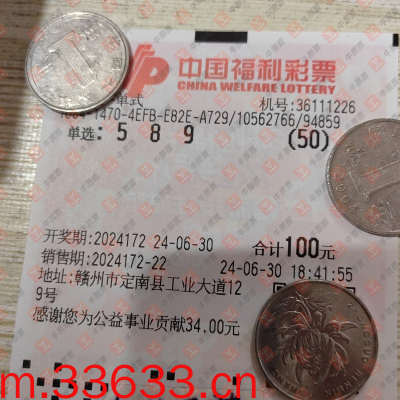 中国福利彩票
CHINA WELFARE LOTTERY
单式 机号:36111226
1470-4EFB-E82E-A729/10562766/94859
单选: 5 8 9 (50)
开奖期:2024172 24-06-30 合计100元
销售期:2024172-22 24-06-30 18:41:55
地址:赣州市定南县工业大道12
9号
感谢您为公益事业贡献34.00元
m.33633.cn